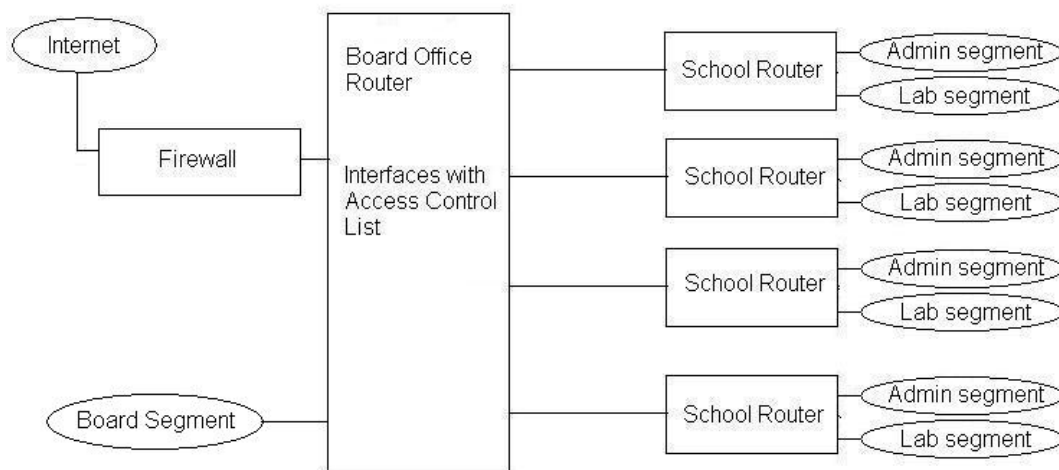 Internet
Firewall
Board Office
Router
Interfaces with
Access Control
List
Board Segment
School Router
Admin segment
Lab segment
School Router
Admin segment
Lab segment
School Router
Admin segment
Lab segment
School Router
Admin segment
Lab segment